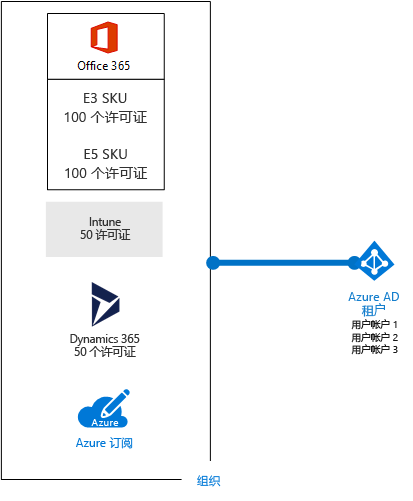 Office 365
E3 SKU
100 个许可证
E5 SKU
100 个许可证
Intune
50 许可证
Dynamics 365
50 个许可证
Azure
Azure 订阅
组织
Azure AD
租户
用户帐户 1
用户帐户 2
用户帐户 3